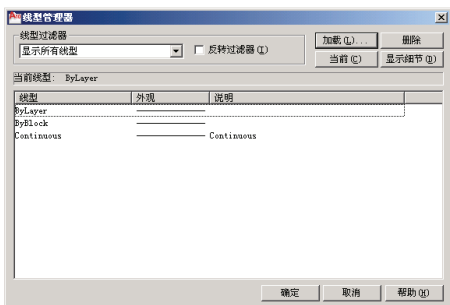 线型管理器
线型过滤器
显示所有线型
反转过滤器(I)
加载(L)...
删除
当前(C)
显示细节(D)
当前线型: ByLayer
线型 外观 说明
ByLayer
ByBlock
Continuous Continuous
确定 取消 帮助(H)